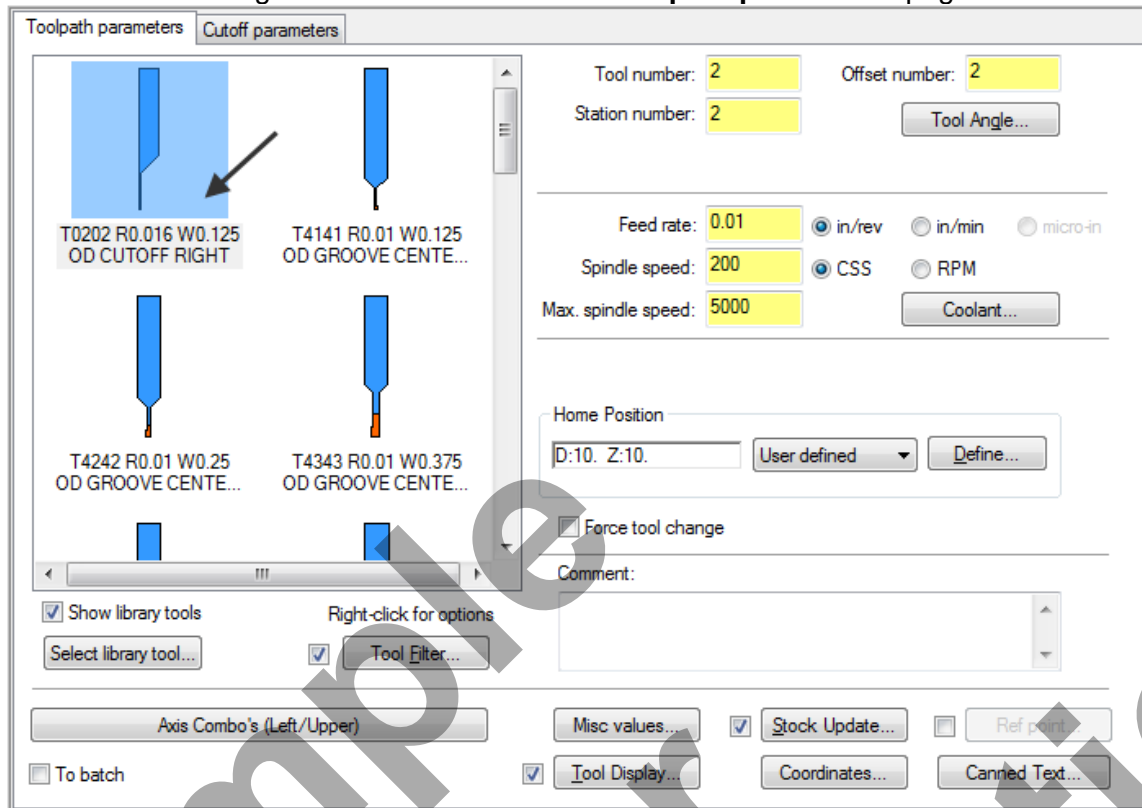 Toolpath parameters
Cutoff parameters
T0202 R0.016 W0.125
OD CUTOFF RIGHT
T4141 R0.01 W0.125
OD GROOVE CENTE...
T4242 R0.01 W0.25
OD GROOVE CENTE...
T4343 R0.01 W0.375
OD GROOVE CENTE...
Show library tools
Right-click for options
Select library tool...
Tool Filter...
Axis Combo's (Left/Upper)
To batch
Tool number: 2
Offset number: 2
Station number: 2
Tool Angle...
Feed rate: 0.01
in/rev
in/min
micro-in
Spindle speed: 200
CSS
RPM
Max. spindle speed: 5000
Coolant...
Home Position
D:10. Z:10.
User defined
Define...
Force tool change
Comment:
Misc values...
Stock Update...
Ref point...
Tool Display...
Coordinates...
Canned Text...